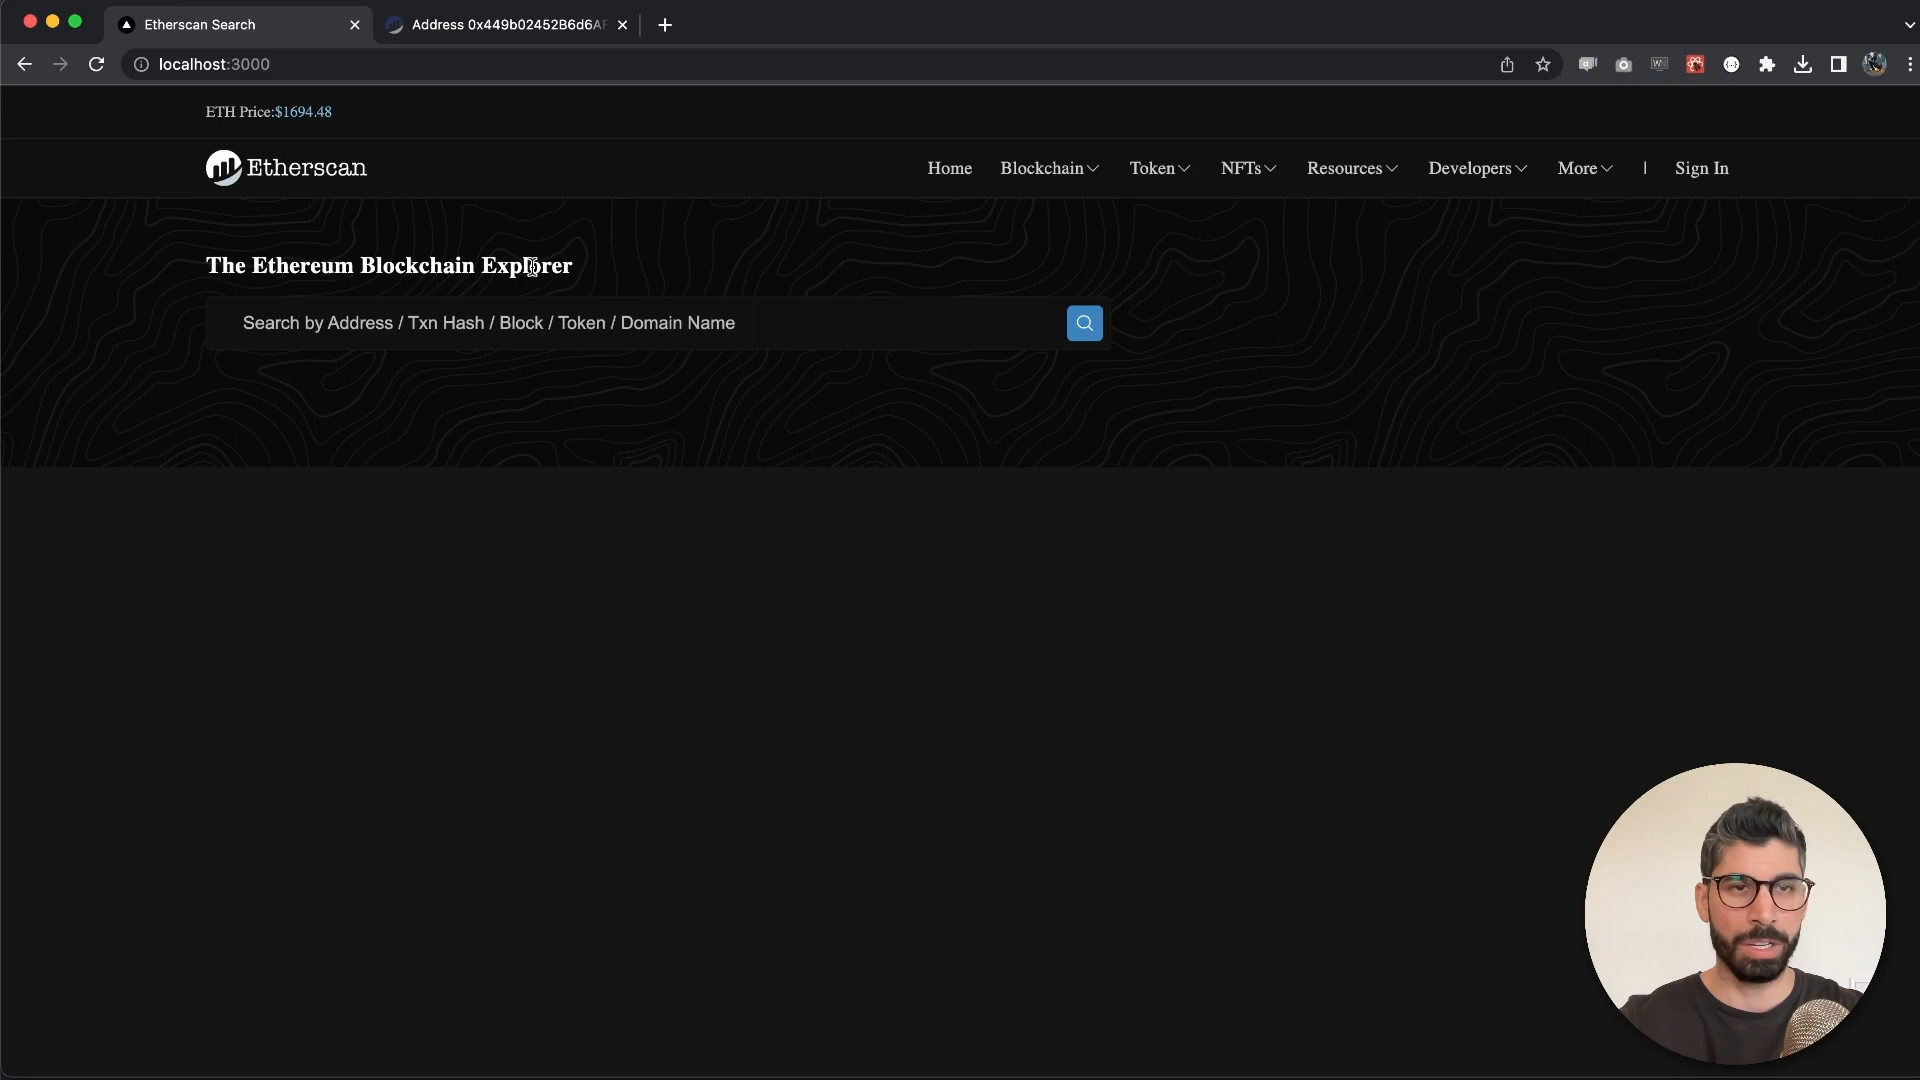 Etherscan Search
Address 0x449b02452B6d6AF
localhost:3000
ETH Price:$1694.48
Etherscan
Home Blockchain Token NFTs Resources Developers More | Sign In
The Ethereum Blockchain Explorer
Search by Address / Txn Hash / Block / Token / Domain Name